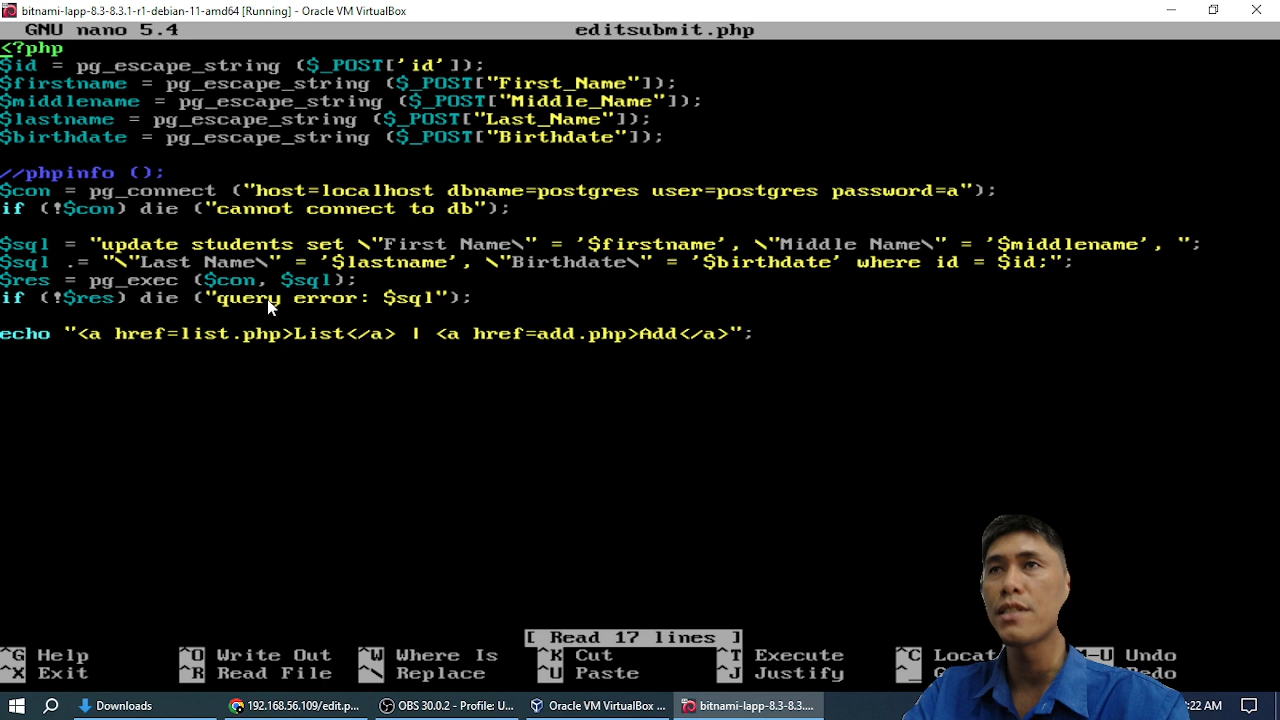 bitnami-lapp-8.3-8.3.1-r1-debian-11-amd64 [Running] - Oracle VM VirtualBox
GNU nano 5.4 editsubmit.php
<?php
$id = pg_escape_string ($_POST['id']);
$firstname = pg_escape_string ($_POST["First_Name"]);
$middlename = pg_escape_string ($_POST["Middle_Name"]);
$lastname = pg_escape_string ($_POST["Last_Name"]);
$birthdate = pg_escape_string ($_POST["Birthdate"]);
//phpinfo ();
$con = pg_connect ("host=localhost dbname=postgres user=postgres password=a");
if (!$con) die ("cannot connect to db");
$sql = "update students set \"First Name\" = '$firstname', \"Middle Name\" = '$middlename', ";
$sql .= "\"Last Name\" = '$lastname', \"Birthdate\" = '$birthdate' where id = $id;";
$res = pg_exec ($con, $sql);
if (!$res) die ("query error: $sql");
echo "<a href=list.php>List</a> | <a href=add.php>Add</a>";
[ Read 17 lines ]
^G Help ^O Write Out ^W Where Is ^K Cut ^T Execute ^C M-U Undo
^X Exit ^R Read File ^\ Replace ^U Paste ^J Justify ^_
Downloads 192.168.56.109/edit.p... OBS 30.0.2 - Profile: U... Oracle VM VirtualBox ... bitnami-lapp-8.3-8.3.... :22 AM